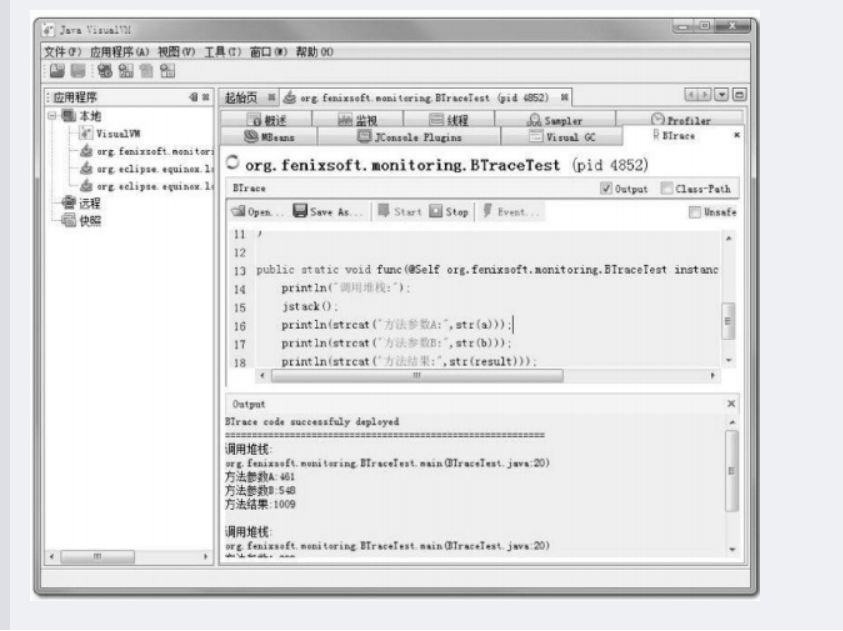 Java VisualVM
文件(F) 应用程序(A) 视图(V) 工具(T) 窗口(W) 帮助(H)
应用程序
本地
VisualVM
org.fenixsoft.monitori
org.eclipse.equinox.l
org.eclipse.equinox.l
远程
快照
起始页 org.fenixsoft.monitoring.BTraceTest (pid 4852)
概述 监视 线程 Sampler Profiler
MBeans JConsole Plugins Visual GC BTrace
org.fenixsoft.monitoring.BTraceTest (pid 4852)
BTrace Output Class-Path
Open... Save As... Start Stop Event... Unsafe
11 )
12
13 public static void func(@Self org.fenixsoft.monitoring.BTraceTest instanc
14 println("调用堆栈:");
15 jstack();
16 println(strcat("方法参数A:",str(a)));
17 println(strcat("方法参数B:",str(b)));
18 println(strcat("方法结果:",str(result)));
Output
BTrace code successfuly deployed
调用堆栈:
org.fenixsoft.monitoring.BTraceTest.main(BTraceTest.java:20)
方法参数A:461
方法参数B:548
方法结果:1009
调用堆栈:
org.fenixsoft.monitoring.BTraceTest.main(BTraceTest.java:20)